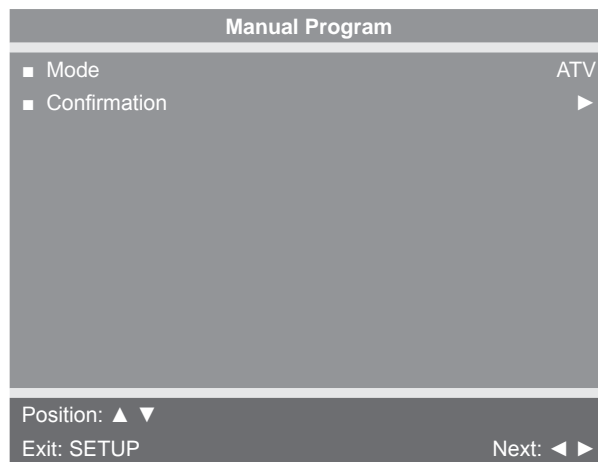 Manual Program
■ Mode ATV
■ Confirmation ►
Position: ▲ ▼
Exit: SETUP Next: ◄ ►